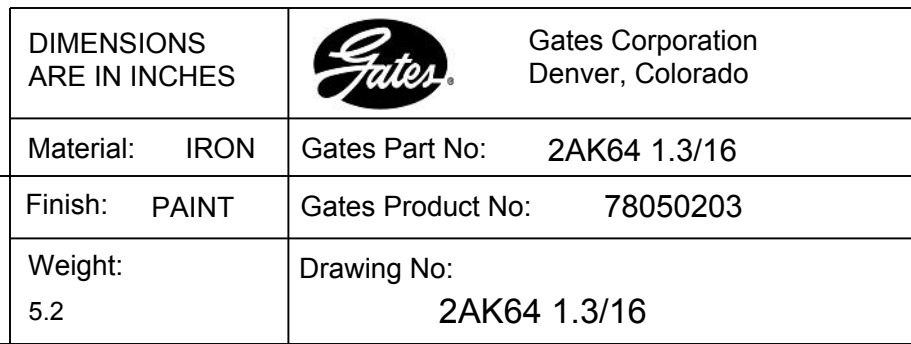 DIMENSIONS
ARE IN INCHES
Gates®
Gates Corporation
Denver, Colorado
Material: IRON
Gates Part No: 2AK64 1.3/16
Finish: PAINT
Gates Product No: 78050203
Weight:
5.2
Drawing No:
2AK64 1.3/16